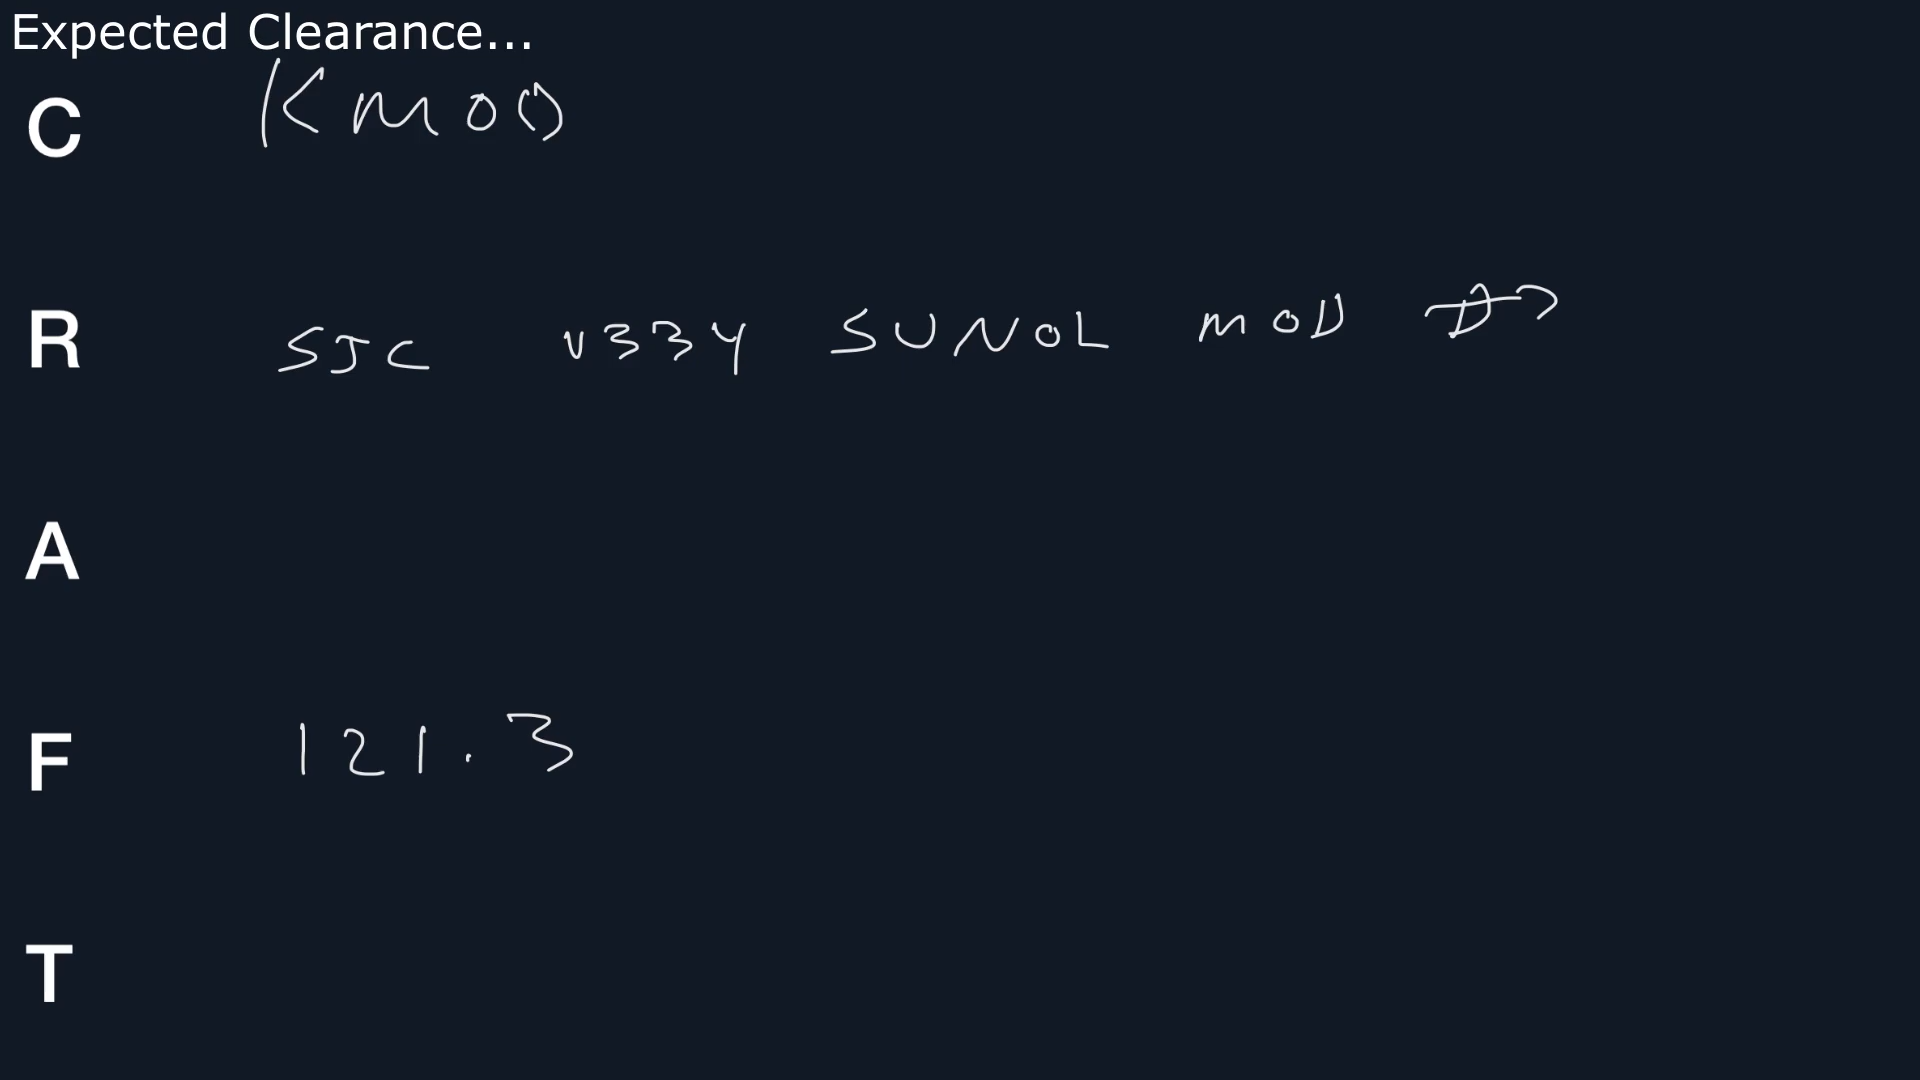 Expected Clearance...
C KMOD
R SJC V334 SUNOL MOD D
A
F 121.3
T